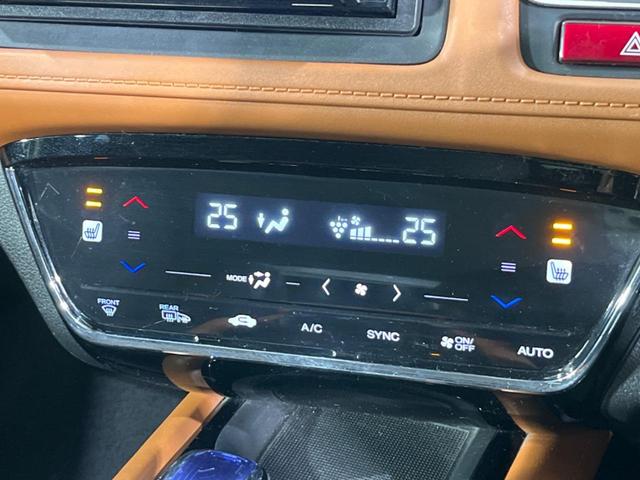 25 25
MODE
FRONT
REAR
A/C SYNC ON/OFF AUTO